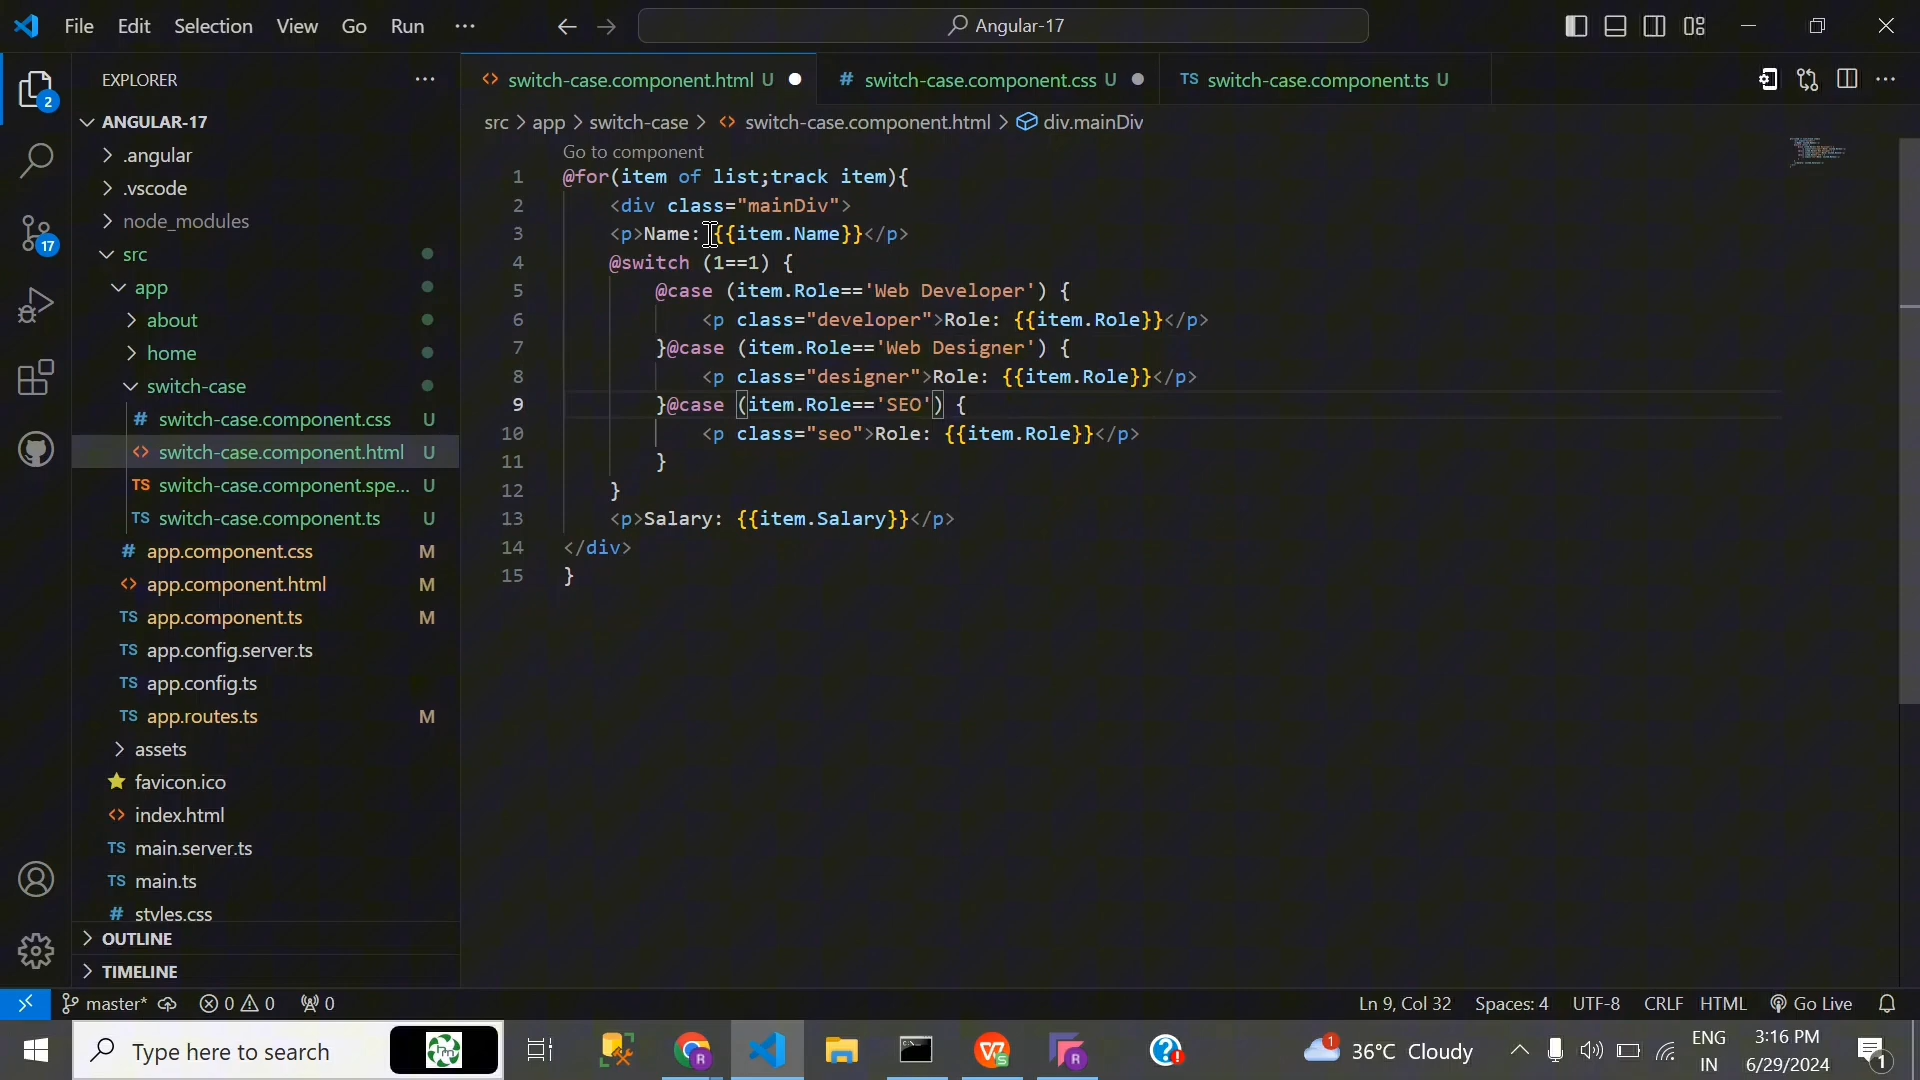 File Edit Selection View Go Run ···
Angular-17
EXPLORER
ANGULAR-17
.angular
.vscode
node_modules
src
app
about
home
switch-case
# switch-case.component.css U
<> switch-case.component.html U
TS switch-case.component.spe... U
TS switch-case.component.ts U
# app.component.css M
<> app.component.html M
TS app.component.ts M
TS app.config.server.ts
TS app.config.ts
TS app.routes.ts M
assets
favicon.ico
<> index.html
TS main.server.ts
TS main.ts
# styles.css
OUTLINE
TIMELINE
2
17
<> switch-case.component.html U
# switch-case.component.css U
TS switch-case.component.ts U
src > app > switch-case > <> switch-case.component.html > div.mainDiv
Go to component
1 @for(item of list;track item){
2 <div class="mainDiv">
3 <p>Name: {{item.Name}}</p>
4 @switch (1==1) {
5 @case (item.Role=='Web Developer') {
6 <p class="developer">Role: {{item.Role}}</p>
7 }@case (item.Role=='Web Designer') {
8 <p class="designer">Role: {{item.Role}}</p>
9 }@case (item.Role=='SEO') {
10 <p class="seo">Role: {{item.Role}}</p>
11 }
12 }
13 <p>Salary: {{item.Salary}}</p>
14 </div>
15 }
master* 0 0 0
Ln 9, Col 32 Spaces: 4 UTF-8 CRLF HTML Go Live
Type here to search
1 36°C Cloudy
ENG
IN
3:16 PM
6/29/2024
1